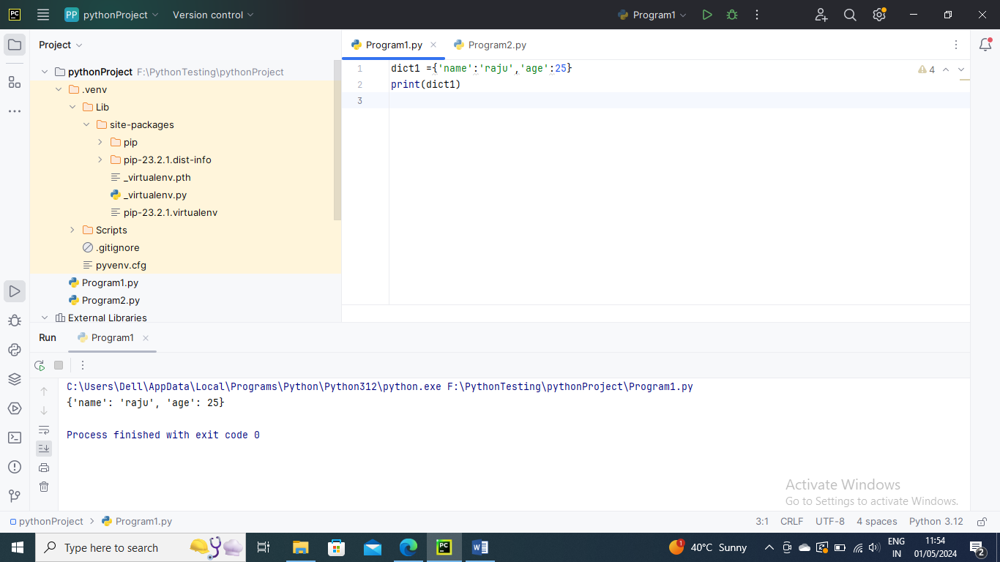 PC PP pythonProject Version control Program1
Project
Program1.py Program2.py
pythonProject F:\PythonTesting\pythonProject
.venv
Lib
site-packages
pip
pip-23.2.1.dist-info
_virtualenv.pth
_virtualenv.py
pip-23.2.1.virtualenv
Scripts
.gitignore
pyvenv.cfg
Program1.py
Program2.py
External Libraries
1 dict1 ={'name':'raju','age':25}
2 print(dict1)
3
4
Run Program1
C:\Users\Dell\AppData\Local\Programs\Python\Python312\python.exe F:\PythonTesting\pythonProject\Program1.py
{'name': 'raju', 'age': 25}
Process finished with exit code 0
Activate Windows
Go to Settings to activate Windows.
pythonProject > Program1.py 3:1 CRLF UTF-8 4 spaces Python 3.12
Type here to search PC W 1 40°C Sunny ENG 11:54
IN 01/05/2024 2